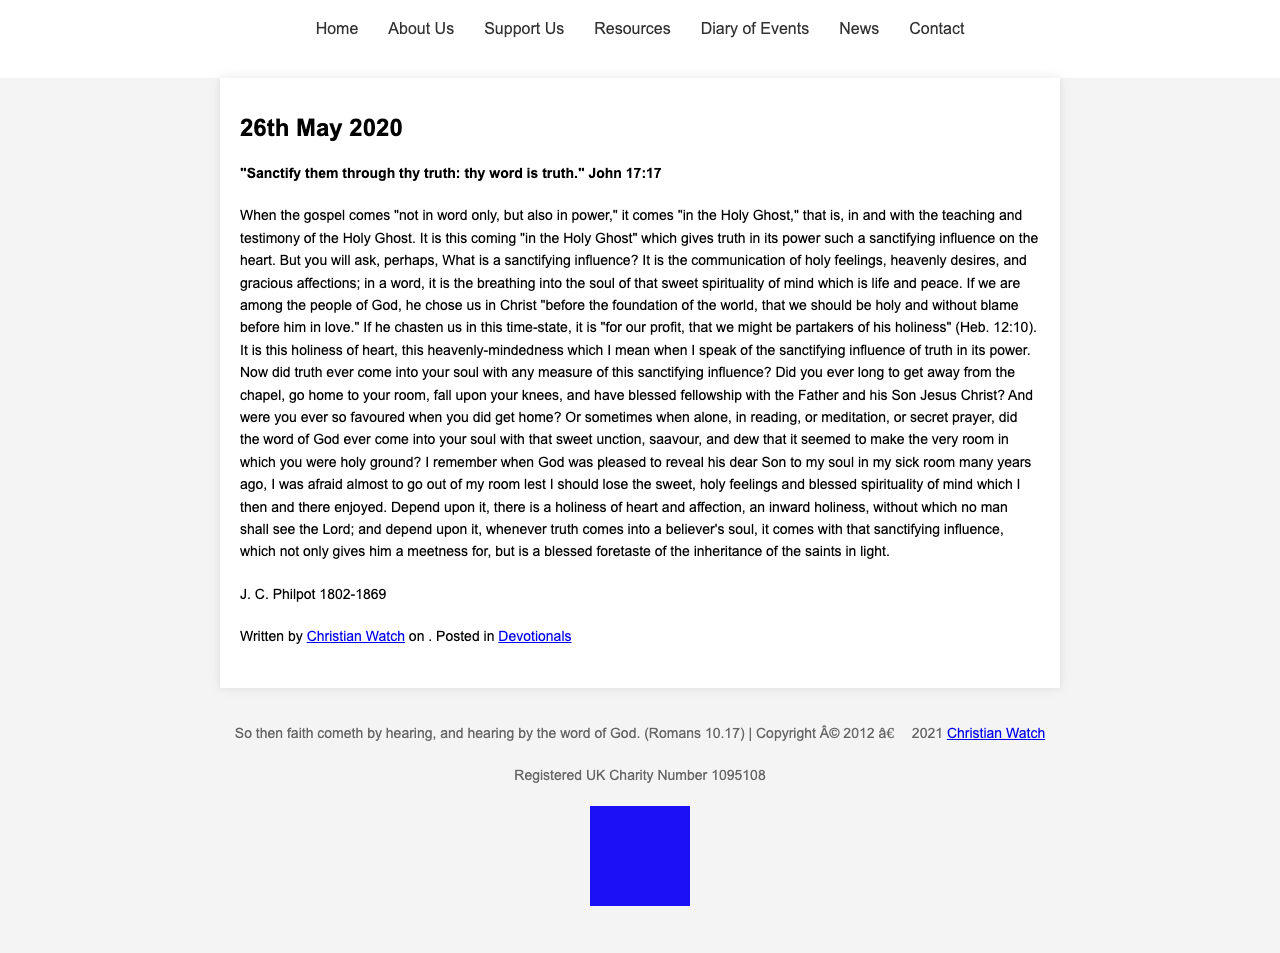 Home About Us Support Us Resources Diary of Events News Contact
26th May 2020
"Sanctify them through thy truth: thy word is truth." John 17:17
When the gospel comes "not in word only, but also in power," it comes "in the Holy Ghost," that is, in and with the teaching and
testimony of the Holy Ghost. It is this coming "in the Holy Ghost" which gives truth in its power such a sanctifying influence on the
heart. But you will ask, perhaps, What is a sanctifying influence? It is the communication of holy feelings, heavenly desires, and
gracious affections; in a word, it is the breathing into the soul of that sweet spirituality of mind which is life and peace. If we are
among the people of God, he chose us in Christ "before the foundation of the world, that we should be holy and without blame
before him in love." If he chasten us in this time-state, it is "for our profit, that we might be partakers of his holiness" (Heb. 12:10).
It is this holiness of heart, this heavenly-mindedness which I mean when I speak of the sanctifying influence of truth in its power.
Now did truth ever come into your soul with any measure of this sanctifying influence? Did you ever long to get away from the
chapel, go home to your room, fall upon your knees, and have blessed fellowship with the Father and his Son Jesus Christ? And
were you ever so favoured when you did get home? Or sometimes when alone, in reading, or meditation, or secret prayer, did
the word of God ever come into your soul with that sweet unction, saavour, and dew that it seemed to make the very room in
which you were holy ground? I remember when God was pleased to reveal his dear Son to my soul in my sick room many years
ago, I was afraid almost to go out of my room lest I should lose the sweet, holy feelings and blessed spirituality of mind which I
then and there enjoyed. Depend upon it, there is a holiness of heart and affection, an inward holiness, without which no man
shall see the Lord; and depend upon it, whenever truth comes into a believer's soul, it comes with that sanctifying influence,
which not only gives him a meetness for, but is a blessed foretaste of the inheritance of the saints in light.
J. C. Philpot 1802-1869
Written by Christian Watch on . Posted in Devotionals
So then faith cometh by hearing, and hearing by the word of God. (Romans 10.17) | Copyright Â© 2012 â€ 2021 Christian Watch
Registered UK Charity Number 1095108